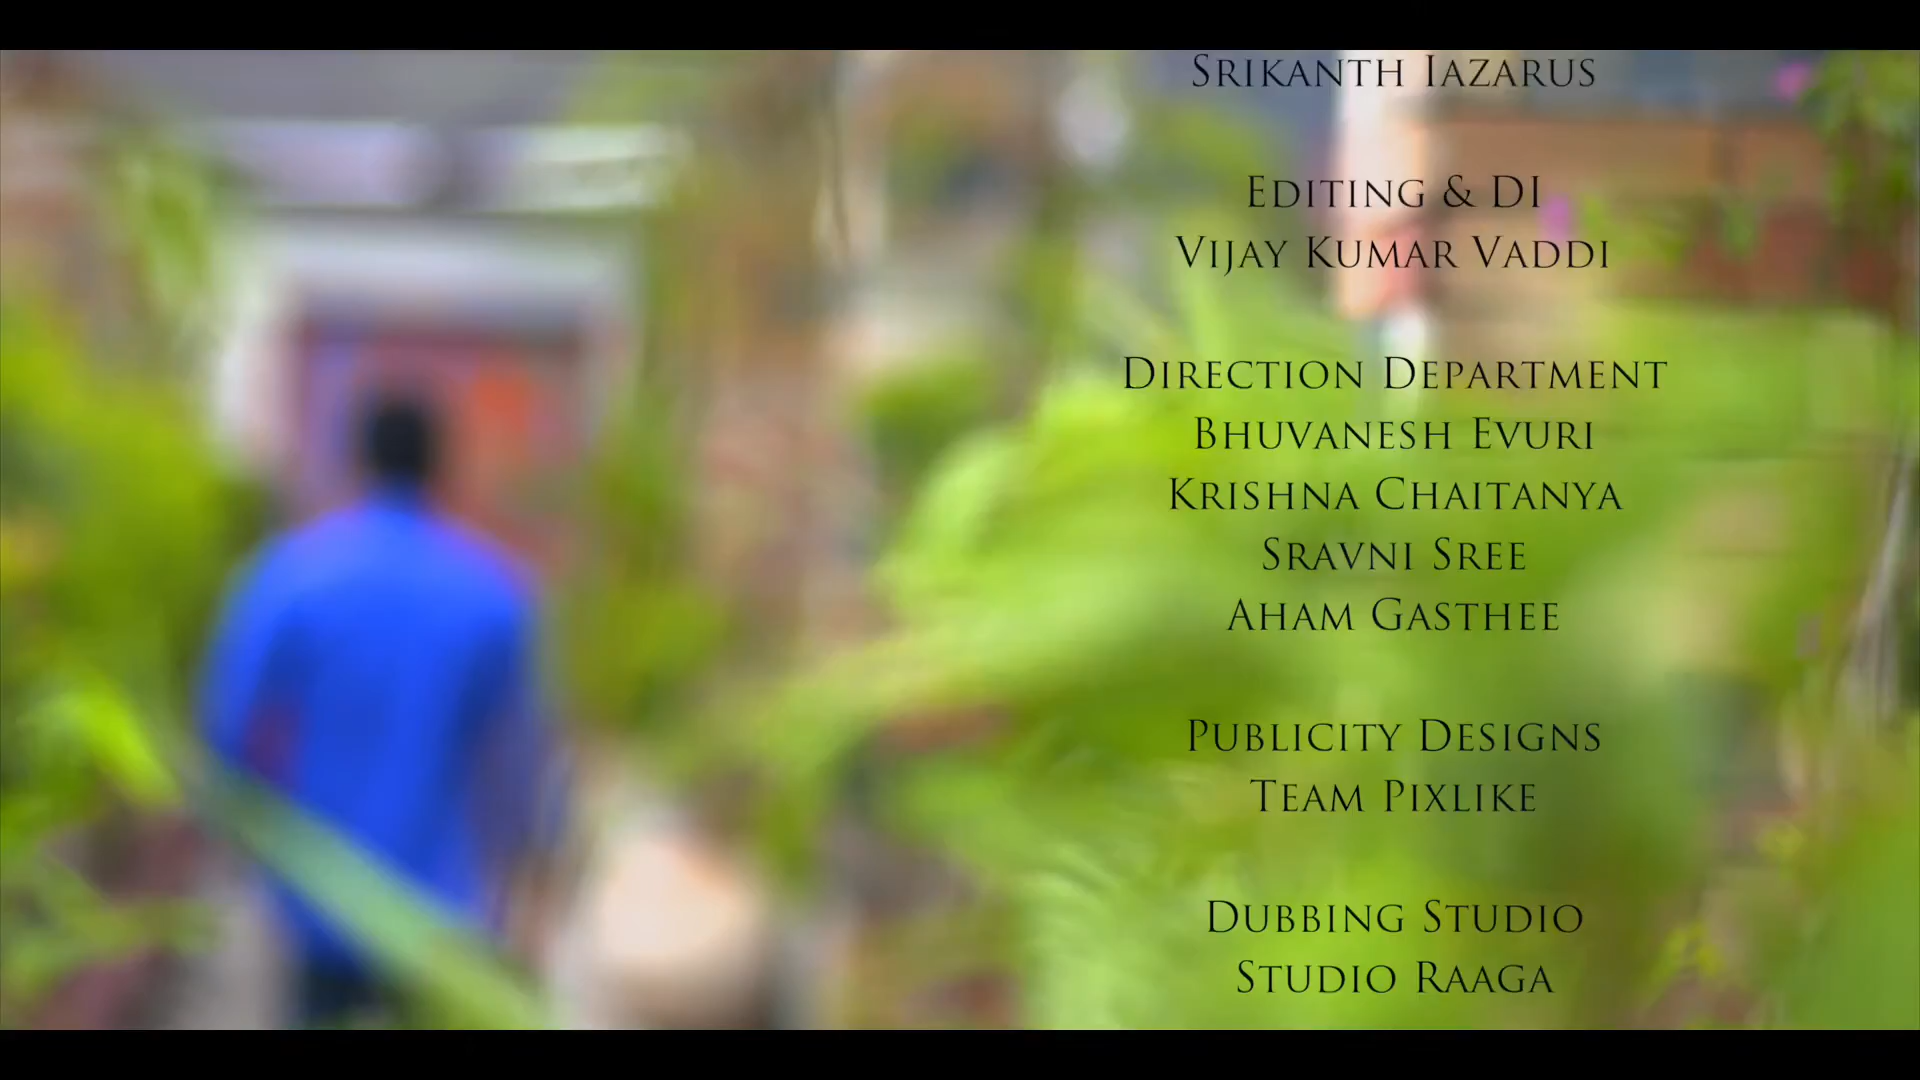 Srikanth Iazarus
Editing & DI
Vijay Kumar Vaddi
Direction Department
Bhuvanesh Evuri
Krishna Chaitanya
Sravni Sree
Aham Gasthee
Publicity Designs
Team Pixlike
Dubbing Studio
Studio Raaga